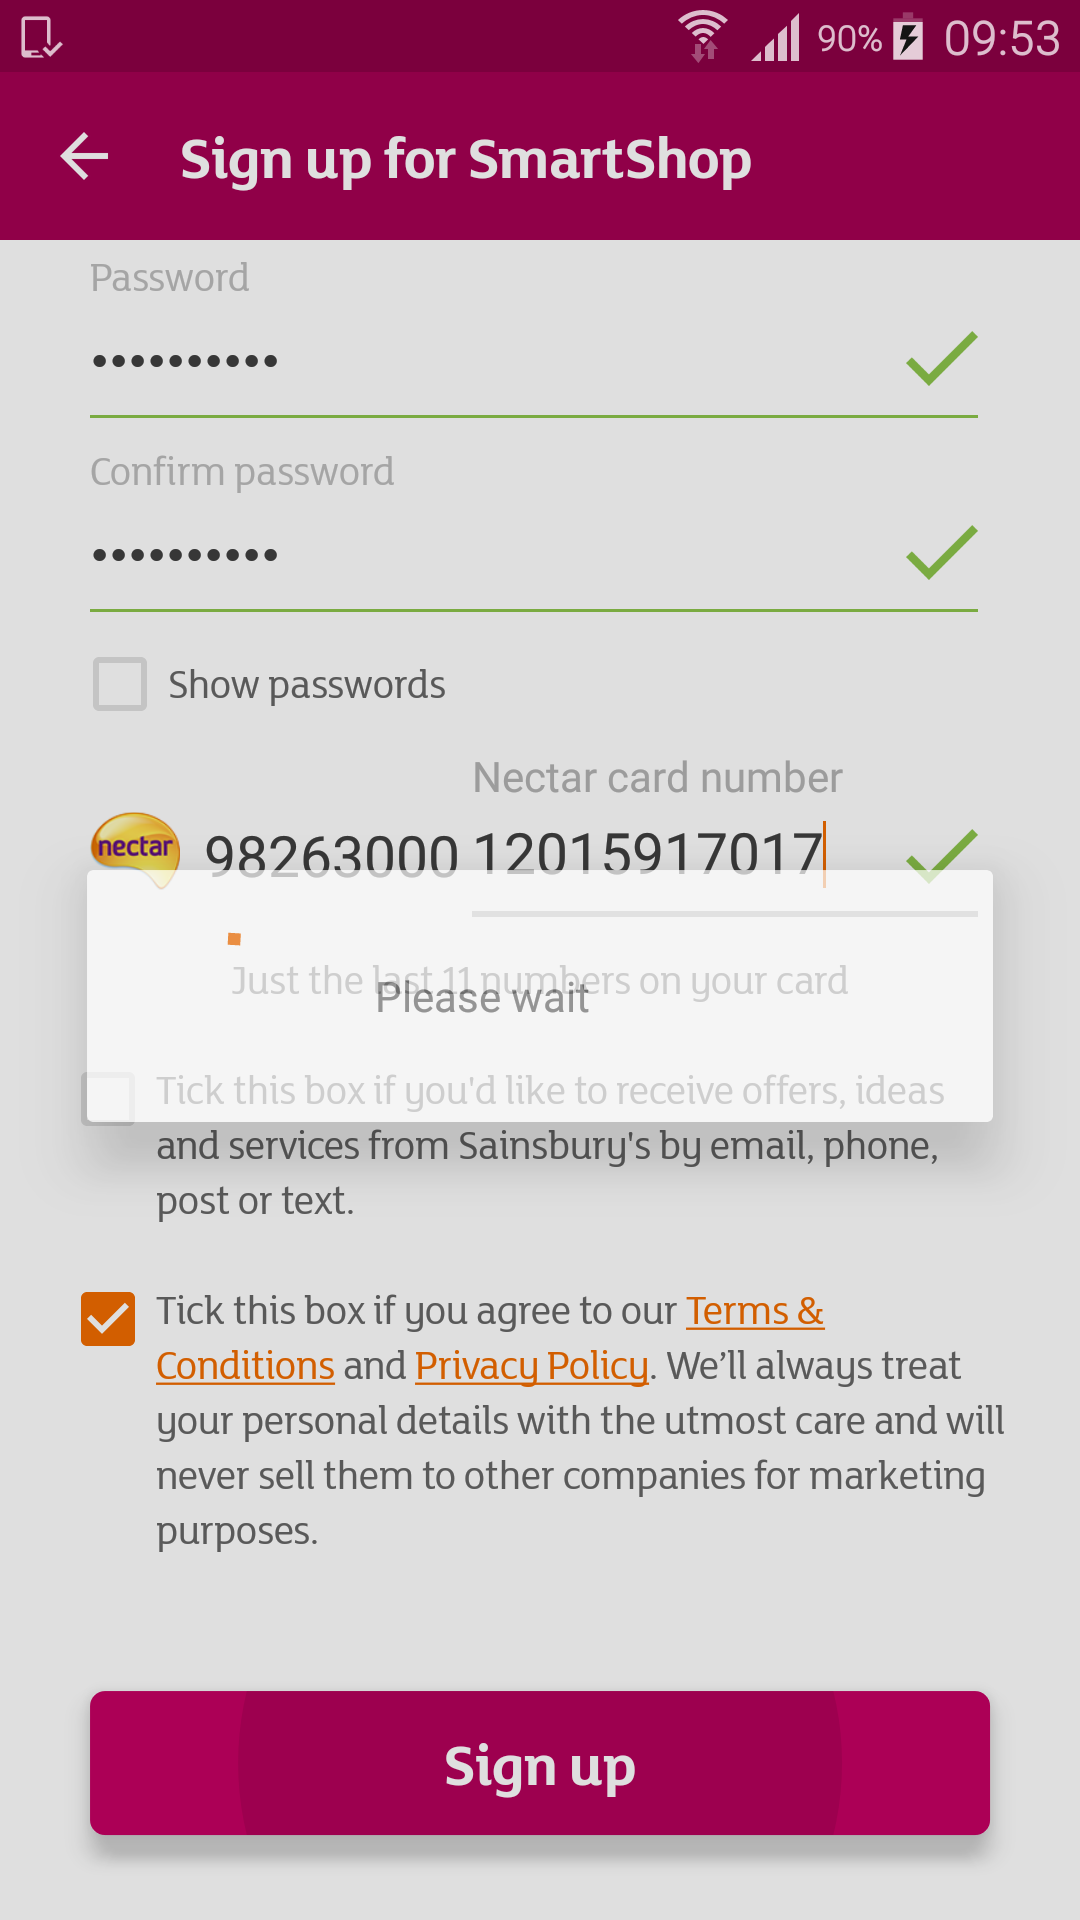 90% 09:53
Sign up for SmartShop
Password
••••••••••
Confirm password
••••••••••
Show passwords
Nectar card number
nectar 98263000 12015917017
Just the last 11 numbers on your card
Please wait
Tick this box if you'd like to receive offers, ideas
and services from Sainsbury's by email, phone,
post or text.
Tick this box if you agree to our Terms &
Conditions and Privacy Policy. We’ll always treat
your personal details with the utmost care and will
never sell them to other companies for marketing
purposes.
Sign up